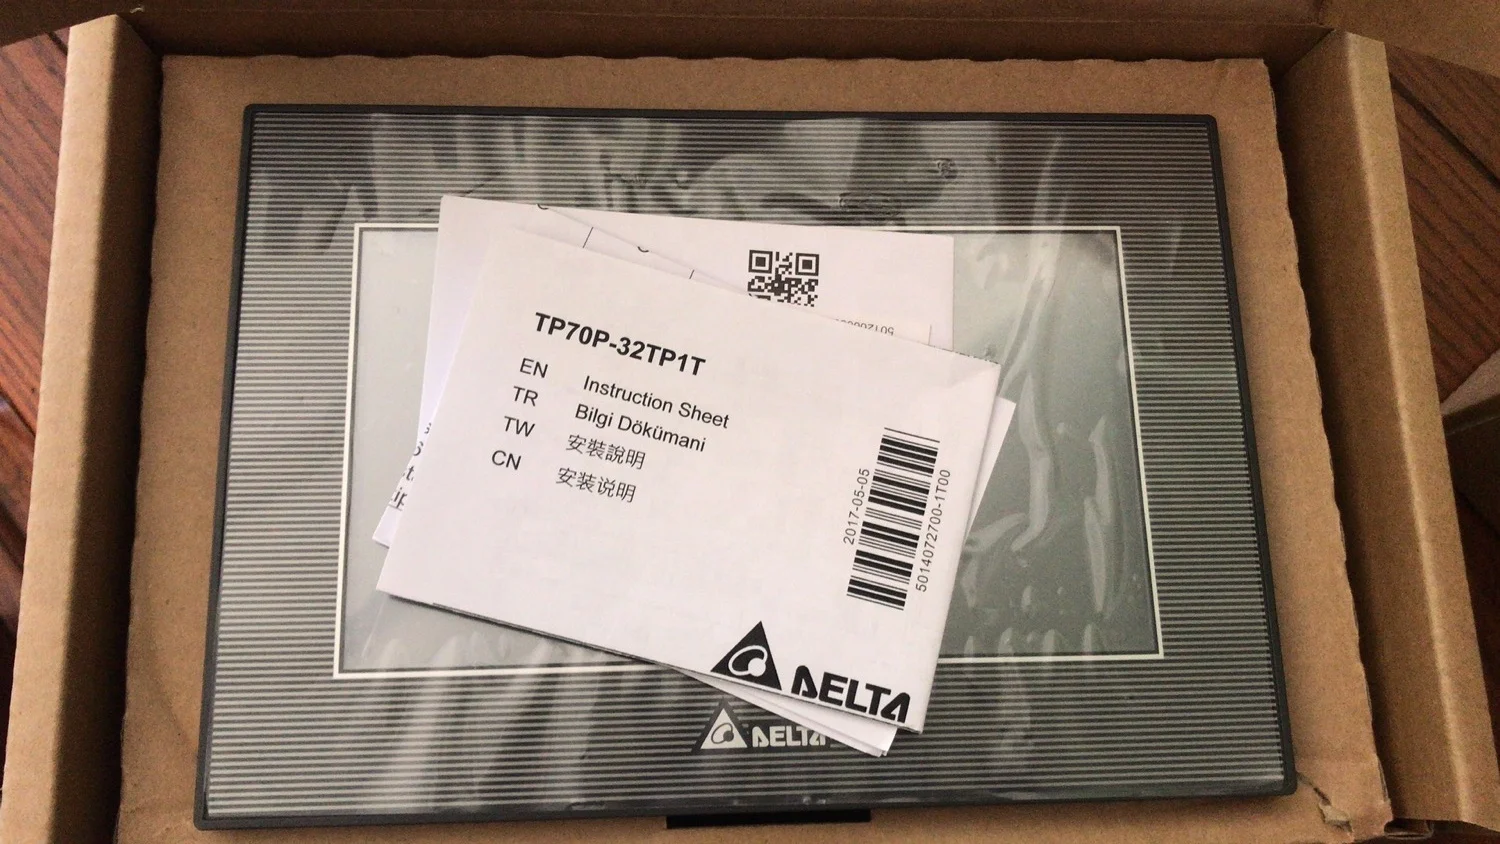 TP70P-32TP1T
EN Instruction Sheet
TR Bilgi Dökümani
TW 安裝說明
CN 安装说明
2017-05-05
5014072700-1T00
DELTA
DELTA